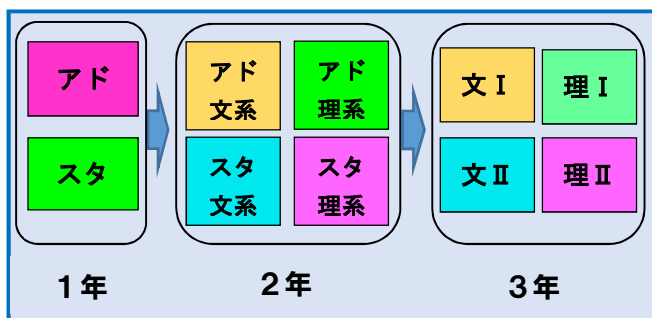 アド
スタ
1年
アド
文系
アド
理系
スタ
文系
スタ
理系
2年
文Ⅰ
理Ⅰ
文Ⅱ
理Ⅱ
3年